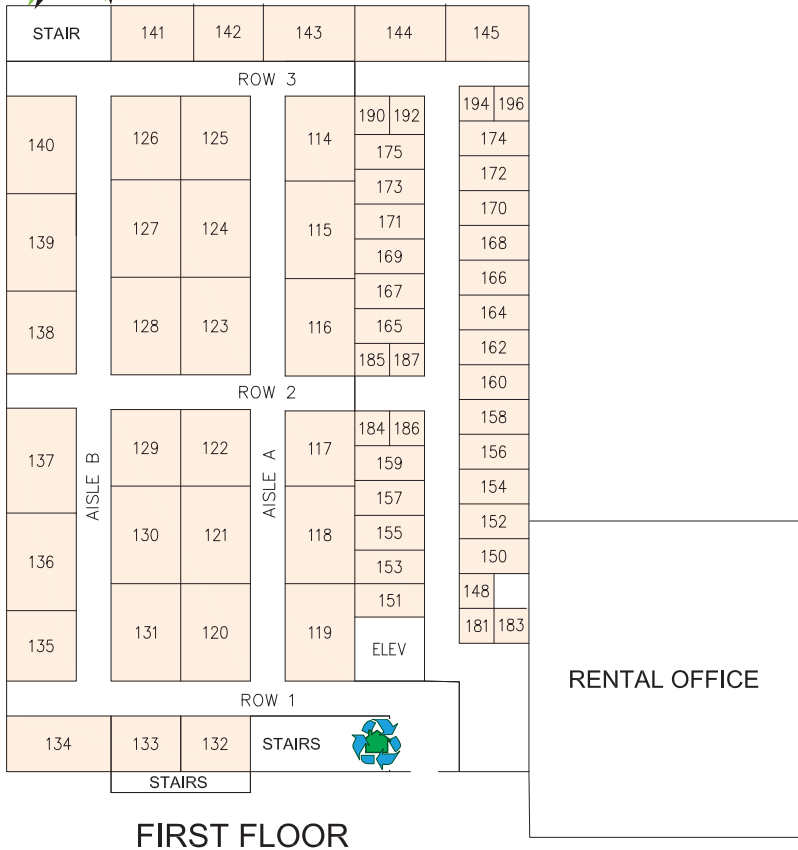 STAIR 141 142 143 144 145
ROW 3
194 196
190 192
140 126 125 114 174
175
173 172
171 170
139 127 124 115 168
169
167 166
165 164
138 128 123 116
185 187 162
160
ROW 2
158
184 186
137 129 122 117 156
159
AISLE B AISLE A
157 154
155 152
136 130 121 118
153 150
151 148
135 131 120 119 181 183
ELEV
RENTAL OFFICE
ROW 1
134 133 132 STAIRS
STAIRS
FIRST FLOOR